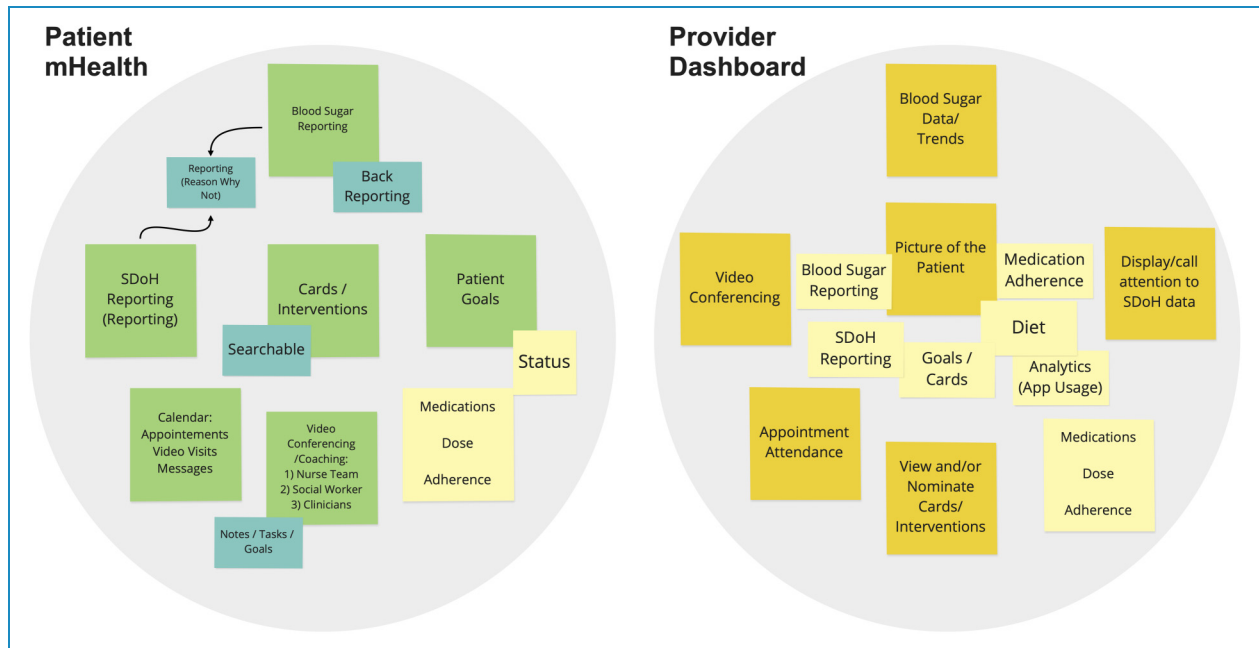 Patient
mHealth
Blood Sugar
Reporting
Reporting
(Reason Why
Not)
Back
Reporting
SDoH
Reporting
(Reporting)
Cards /
Interventions
Searchable
Patient
Goals
Status
Calendar:
Appointements
Video Visits
Messages
Video
Conferencing
/Coaching:
1) Nurse Team
2) Social Worker
3) Clinicians
Notes / Tasks /
Goals
Medications
Dose
Adherence
Provider
Dashboard
Blood Sugar
Data/
Trends
Video
Conferencing
Blood Sugar
Reporting
Picture of the
Patient
Medication
Adherence
Display/call
attention to
SDoH data
SDoH
Reporting
Goals /
Cards
Diet
Analytics
(App Usage)
Appointment
Attendance
View and/or
Nominate
Cards/
Interventions
Medications
Dose
Adherence